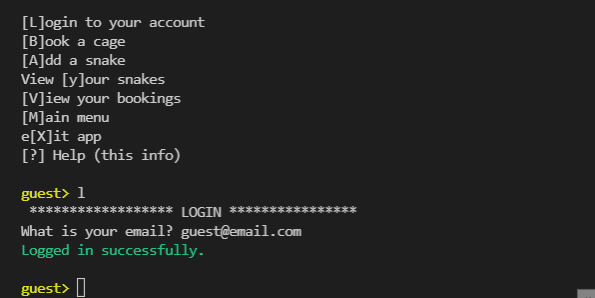 [L]ogin to your account
[B]ook a cage
[A]dd a snake
View [y]our snakes
[V]iew your bookings
[M]ain menu
e[X]it app
[?] Help (this info)
guest> l
****************** LOGIN ****************
What is your email? guest@email.com
Logged in successfully.
guest>